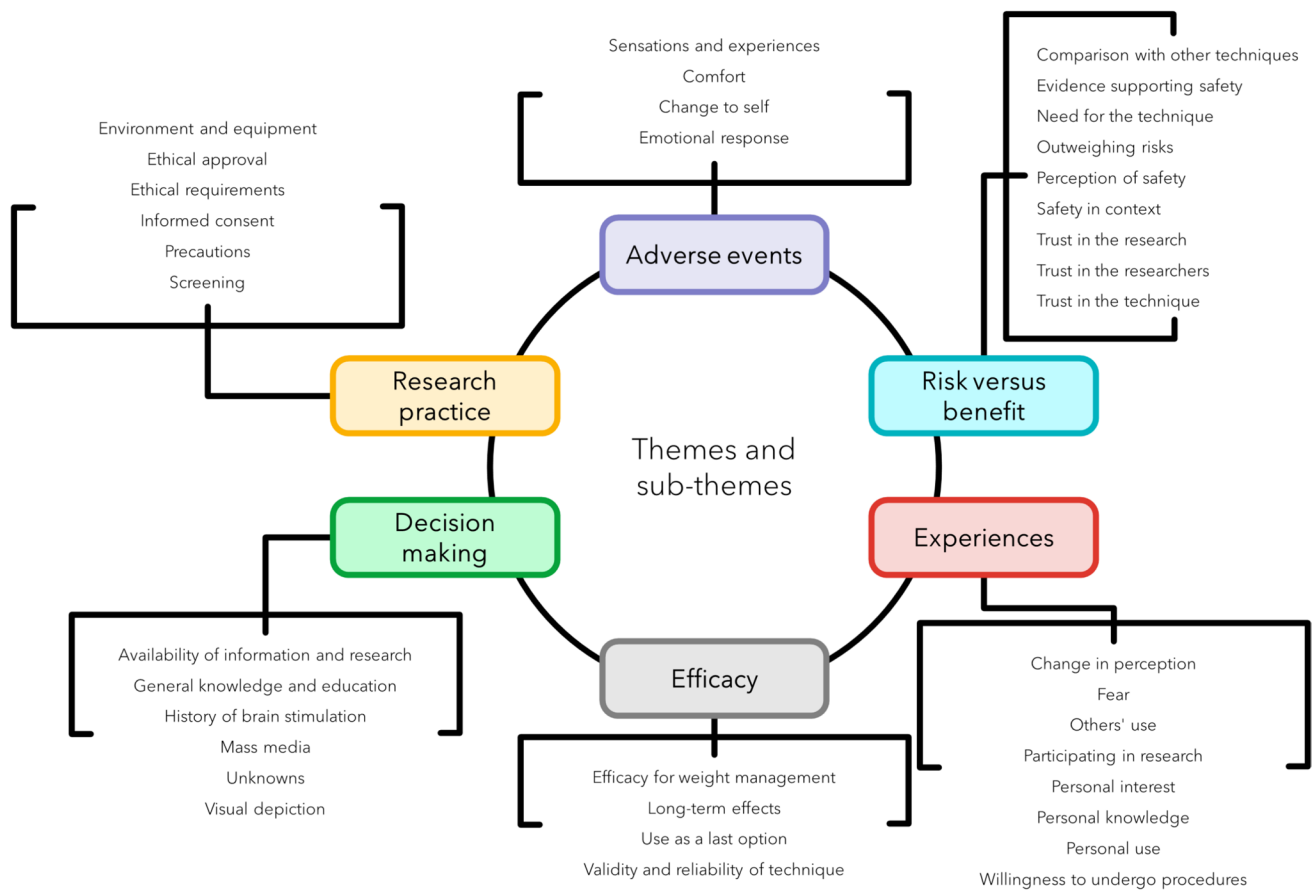 Sensations and experiences
Comfort
Change to self
Emotional response
Comparison with other techniques
Evidence supporting safety
Need for the technique
Outweighing risks
Perception of safety
Safety in context
Trust in the research
Trust in the researchers
Trust in the technique
Environment and equipment
Ethical approval
Ethical requirements
Informed consent
Precautions
Screening
Adverse events
Research
practice
Risk versus
benefit
Themes and
sub-themes
Decision
making
Experiences
Efficacy
Availability of information and research
General knowledge and education
History of brain stimulation
Mass media
Unknowns
Visual depiction
Efficacy for weight management
Long-term effects
Use as a last option
Validity and reliability of technique
Change in perception
Fear
Others' use
Participating in research
Personal interest
Personal knowledge
Personal use
Willingness to undergo procedures